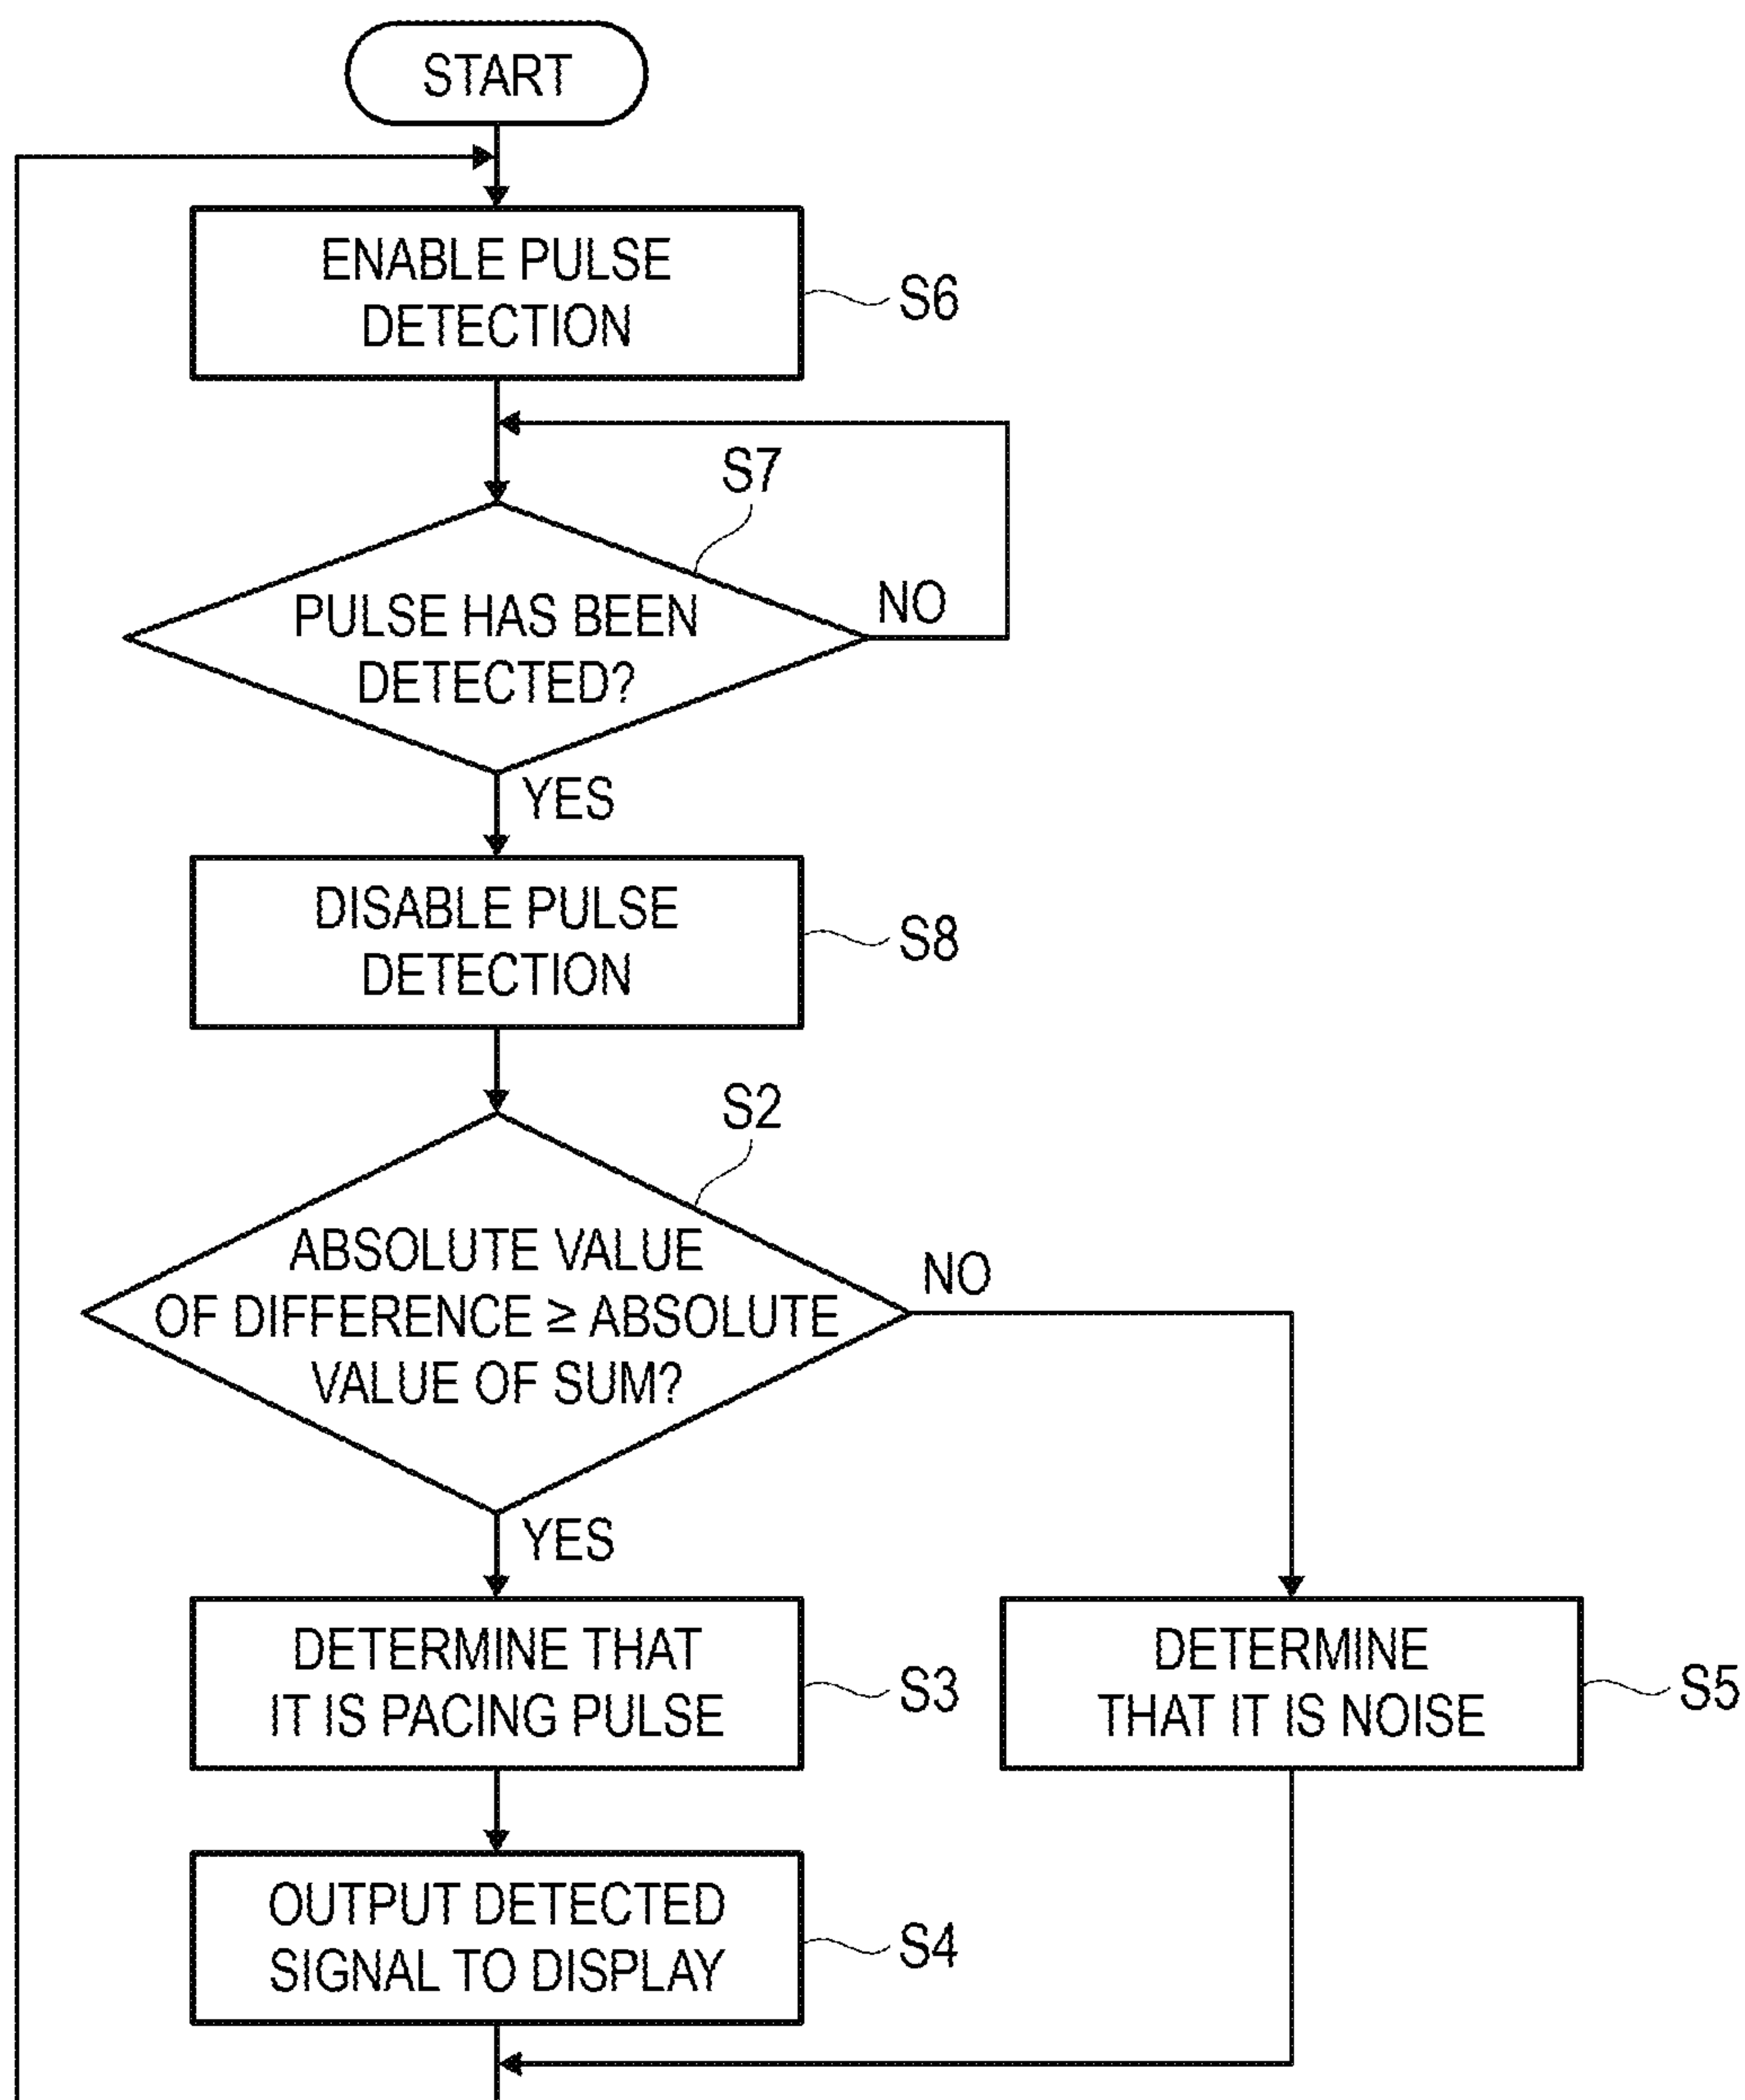 START
ENABLE PULSE
DETECTION
S6
S7
PULSE HAS BEEN
DETECTED?
NO
YES
DISABLE PULSE
DETECTION
S8
S2
ABSOLUTE VALUE
OF DIFFERENCE ≥ ABSOLUTE
VALUE OF SUM?
NO
YES
DETERMINE THAT
IT IS PACING PULSE
S3
DETERMINE
THAT IT IS NOISE
S5
OUTPUT DETECTED
SIGNAL TO DISPLAY
S4